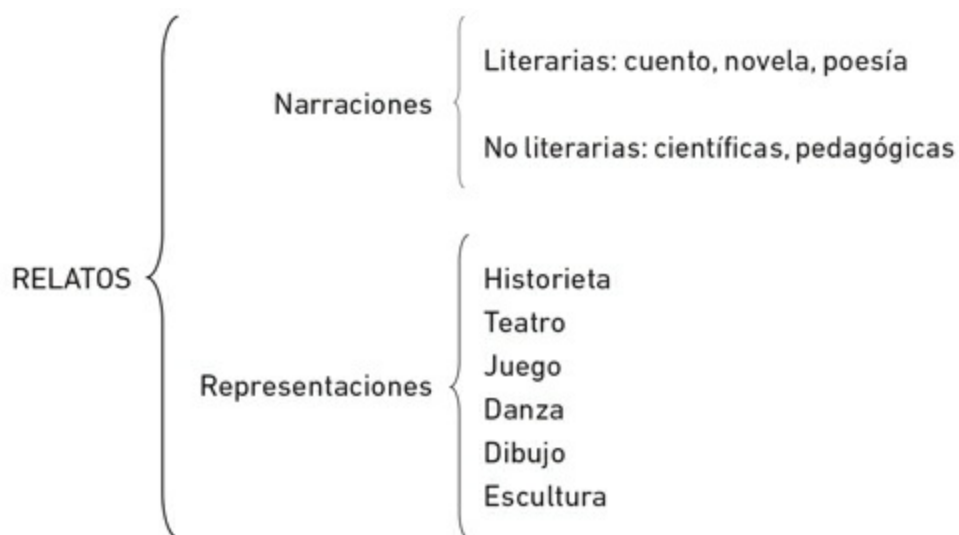 Literarias: cuento, novela, poesía
Narraciones
No literarias: científicas, pedagógicas
RELATOS
Historieta
Teatro
Juego
Representaciones
Danza
Dibujo
Escultura